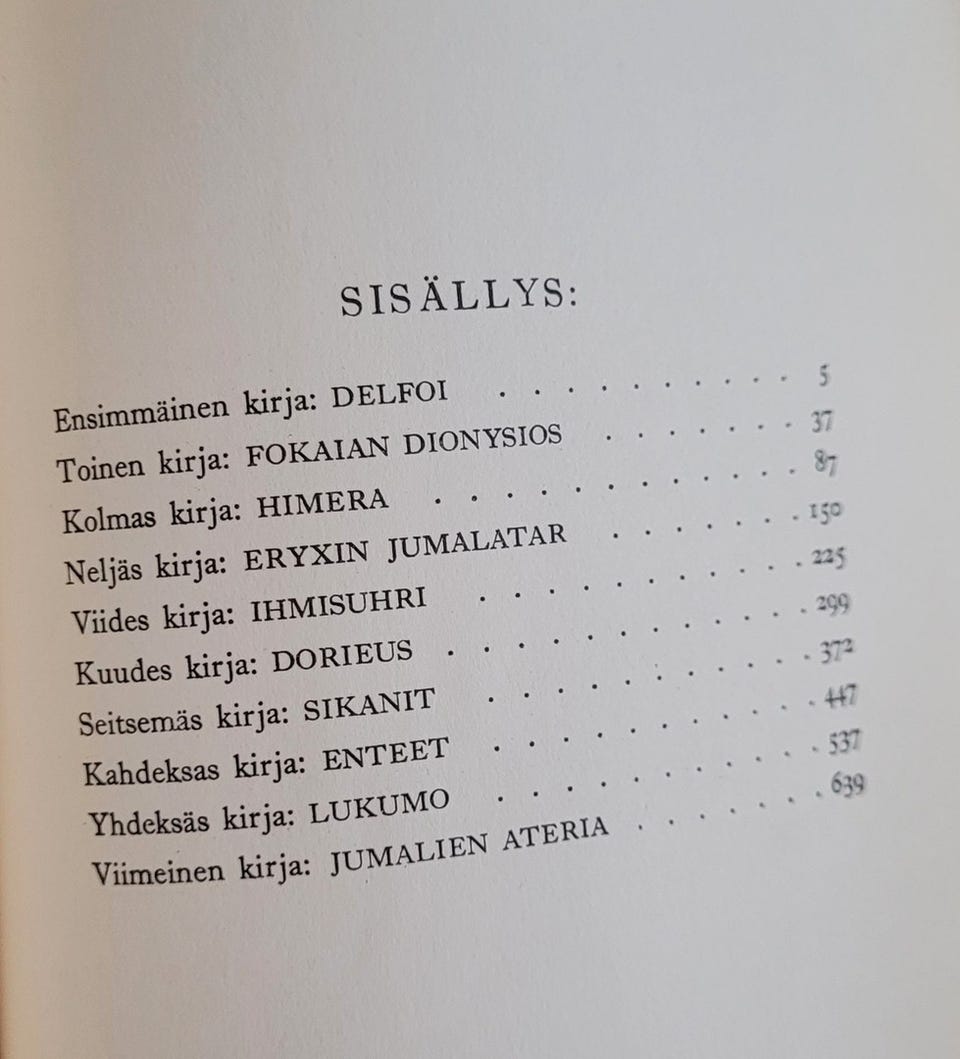 SISÄLLYS:
Ensimmäinen kirja: DELFOI . . . . . . . . . 5
Toinen kirja: FOKAIAN DIONYSIOS . . . . . . 37
Kolmas kirja: HIMERA . . . . . . . . . . . 87
Neljäs kirja: ERYXIN JUMALATAR . . . . . . 150
Viides kirja: IHMISUHRI . . . . . . . . . . 225
Kuudes kirja: DORIEUS . . . . . . . . . . . 299
Seitsemäs kirja: SIKANIT . . . . . . . . . . 372
Kahdeksas kirja: ENTEET . . . . . . . . . . 447
Yhdeksäs kirja: LUKUMO . . . . . . . . . . 537
Viimeinen kirja: JUMALIEN ATERIA . . . . . . 639